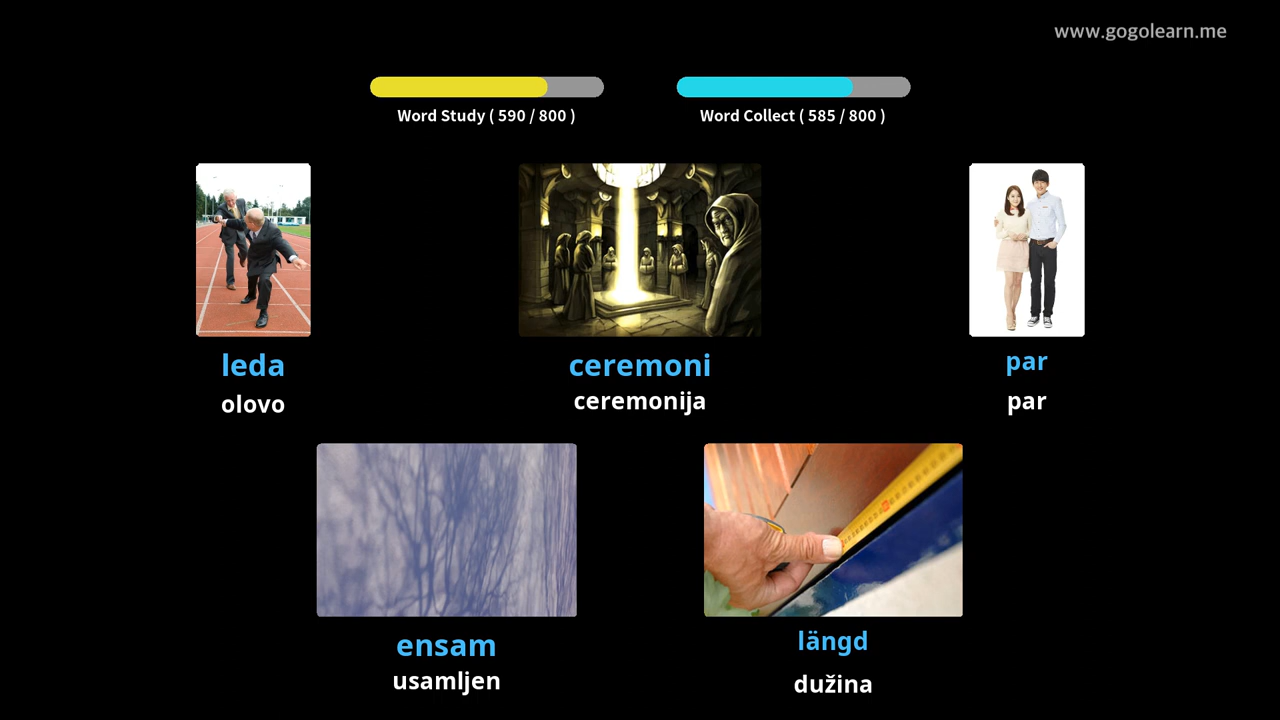 www.gogolearn.me
Word Study ( 590 / 800 )
Word Collect ( 585 / 800 )
leda
ceremoni
par
olovo
ceremonija
par
ensam
längd
usamljen
dužina